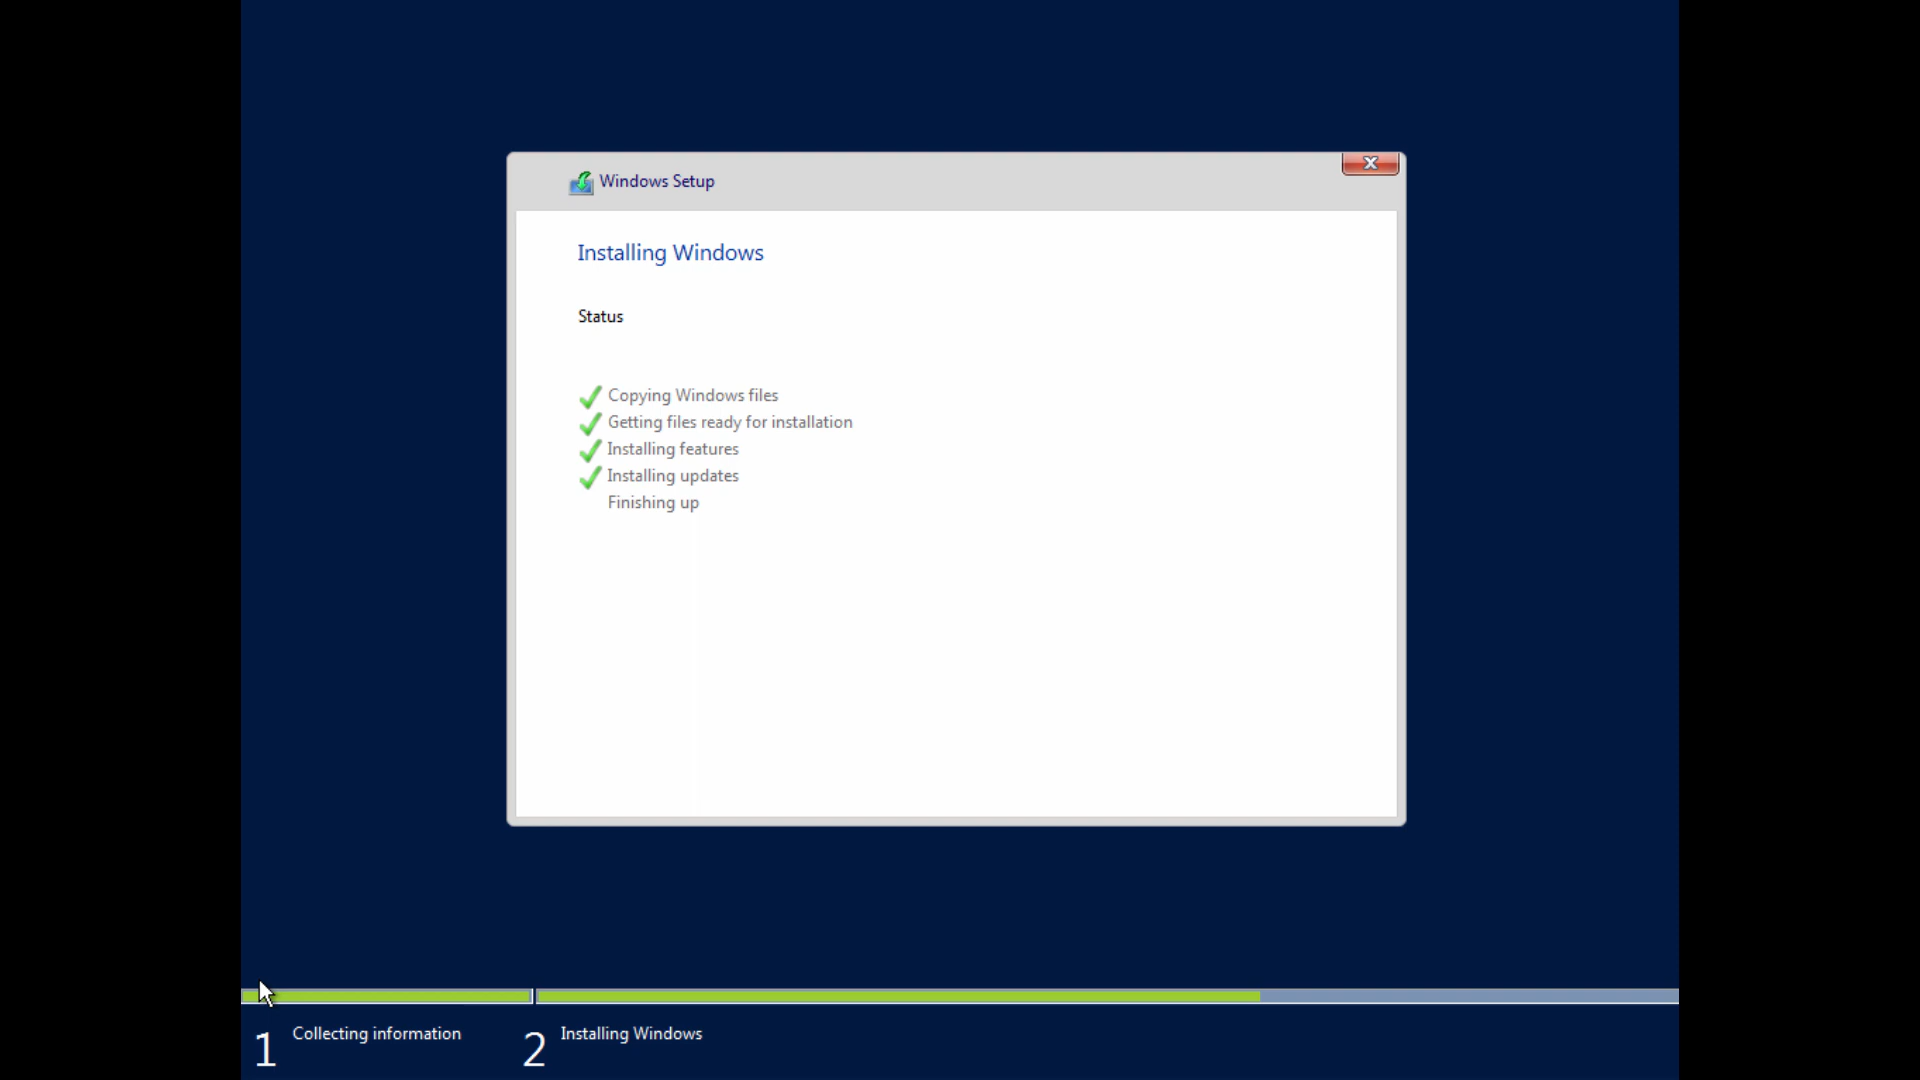 Windows Setup
Installing Windows
Status
Copying Windows files
Getting files ready for installation
Installing features
Installing updates
Finishing up
1 Collecting information
2 Installing Windows